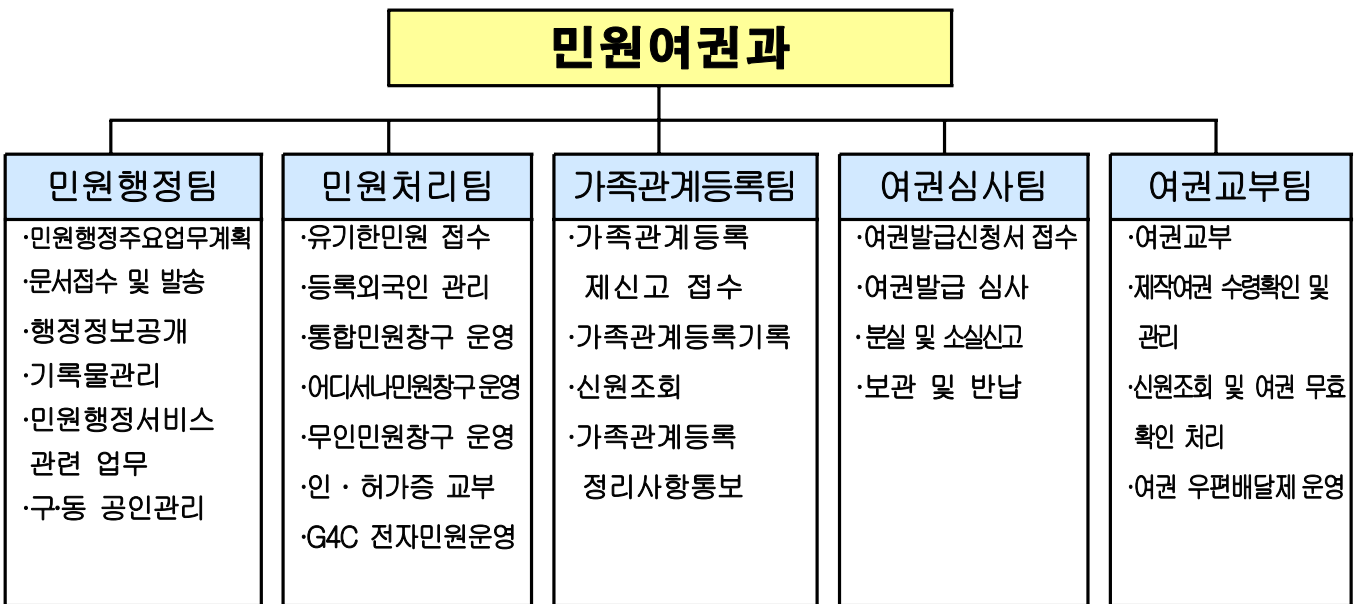 민원여권과
민원행정팀
·민원행정주요업무계획
·문서접수 및 발송
·행정정보공개
·기록물관리
·민원행정서비스
관련 업무
·구·동 공인관리
민원처리팀
·유기한민원 접수
·등록외국인 관리
·통합민원창구 운영
·어디서나민원창구 운영
·무인민원창구 운영
·인 · 허가증 교부
·G4C 전자민원운영
가족관계등록팀
·가족관계등록
제신고 접수
·가족관계등록기록
·신원조회
·가족관계등록
정리사항통보
여권심사팀
·여권발급신청서 접수
·여권발급 심사
·분실 및 소실신고
·보관 및 반납
여권교부팀
·여권교부
·제작여권 수령확인 및
관리
·신원조회 및 여권 무효
확인 처리
·여권 우편배달제 운영